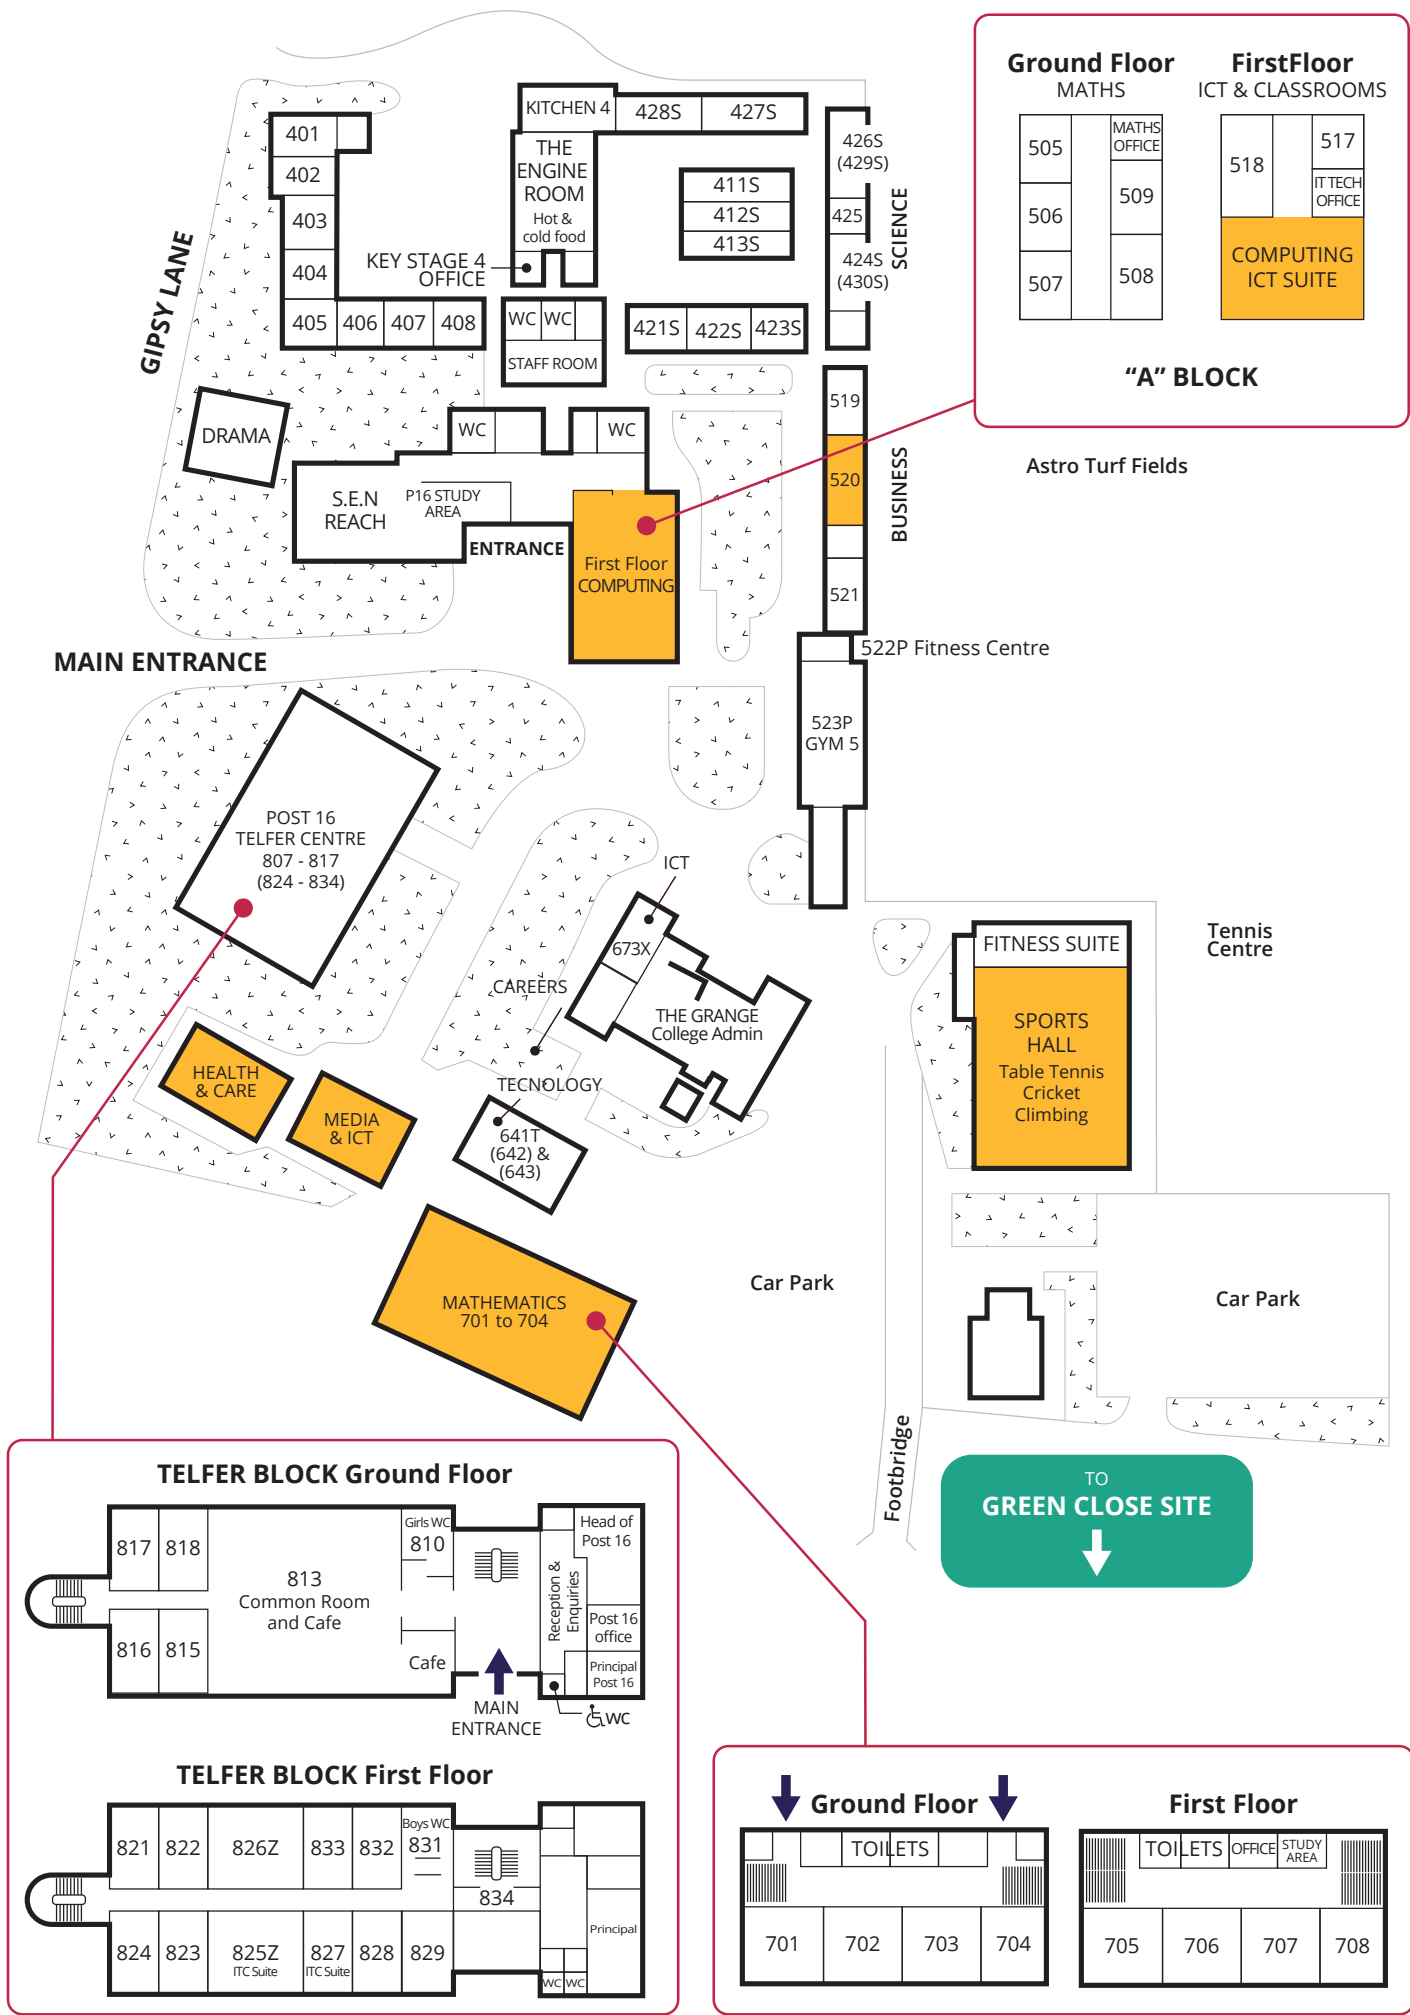 Ground Floor
MATHS
505
506
507
MATHS
OFFICE
509
508
FirstFloor
ICT & CLASSROOMS
518
517
IT TECH
OFFICE
COMPUTING
ICT SUITE
“A” BLOCK
401
402
403
404
405
406
407
408
GIPSY LANE
KITCHEN 4
428S
427S
THE
ENGINE
ROOM
Hot &
cold food
KEY STAGE 4
OFFICE
411S
412S
413S
426S
(429S)
425
424S
(430S)
SCIENCE
WC
WC
STAFF ROOM
421S
422S
423S
DRAMA
WC
WC
S.E.N
REACH
P16 STUDY
AREA
ENTRANCE
First Floor
COMPUTING
519
520
521
BUSINESS
Astro Turf Fields
522P Fitness Centre
523P
GYM 5
MAIN ENTRANCE
POST 16
TELFER CENTRE
807 - 817
(824 - 834)
ICT
673X
CAREERS
THE GRANGE
College Admin
HEALTH
& CARE
MEDIA
& ICT
TECNOLOGY
641T
(642) &
(643)
FITNESS SUITE
SPORTS
HALL
Table Tennis
Cricket
Climbing
Tennis
Centre
MATHEMATICS
701 to 704
Car Park
Car Park
Footbridge
TO
GREEN CLOSE SITE
TELFER BLOCK Ground Floor
817
818
816
815
813
Common Room
and Cafe
Girls WC
810
Cafe
Reception &
Enquiries
Head of
Post 16
Post 16
office
Principal
Post 16
MAIN
ENTRANCE
WC
TELFER BLOCK First Floor
821
822
826Z
833
832
Boys WC
831
834
824
823
825Z
ITC Suite
827
ITC Suite
828
829
Principal
WC
WC
Ground Floor
TOILETS
701
702
703
704
First Floor
TOILETS
OFFICE
STUDY
AREA
705
706
707
708